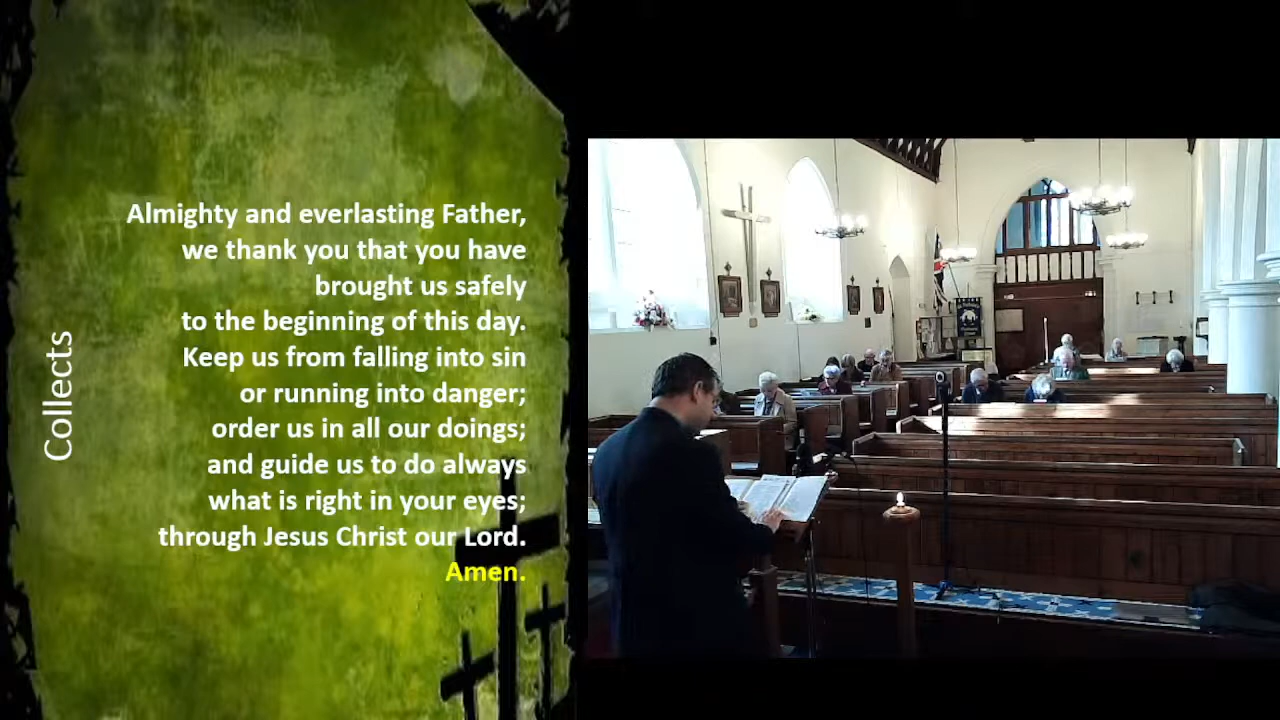 Collects
Almighty and everlasting Father,
we thank you that you have
brought us safely
to the beginning of this day.
Keep us from falling into sin
or running into danger;
order us in all our doings;
and guide us to do always
what is right in your eyes;
through Jesus Christ our Lord.
Amen.